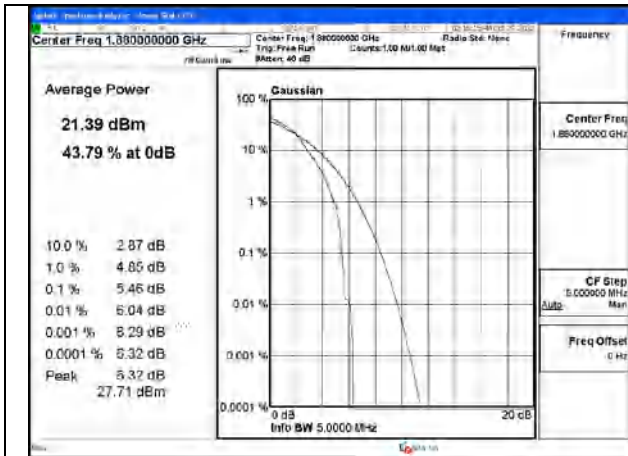 Center Freq 1.880000000 GHz
Center Freq: 1.880000000 GHz
Radio Std: None
Trig: Free Run
Counts:1.00 M/1.00 Mpt
#Atten: 40 dB
Frequency
Average Power
21.39 dBm
43.79 % at 0dB
10.0 % 2.87 dB
1.0 % 4.85 dB
0.1 % 5.46 dB
0.01 % 6.04 dB
0.001 % 6.29 dB
0.0001 % 6.32 dB
Peak 6.32 dB
27.71 dBm
Gaussian
100 %
10 %
1 %
0.1 %
0.01 %
0.001 %
0.0001 %
0 dB
20 dB
Info BW 5.0000 MHz
Center Freq
1.880000000 GHz
CF Step
5.000000 MHz
Auto Man
Freq Offset
0 Hz